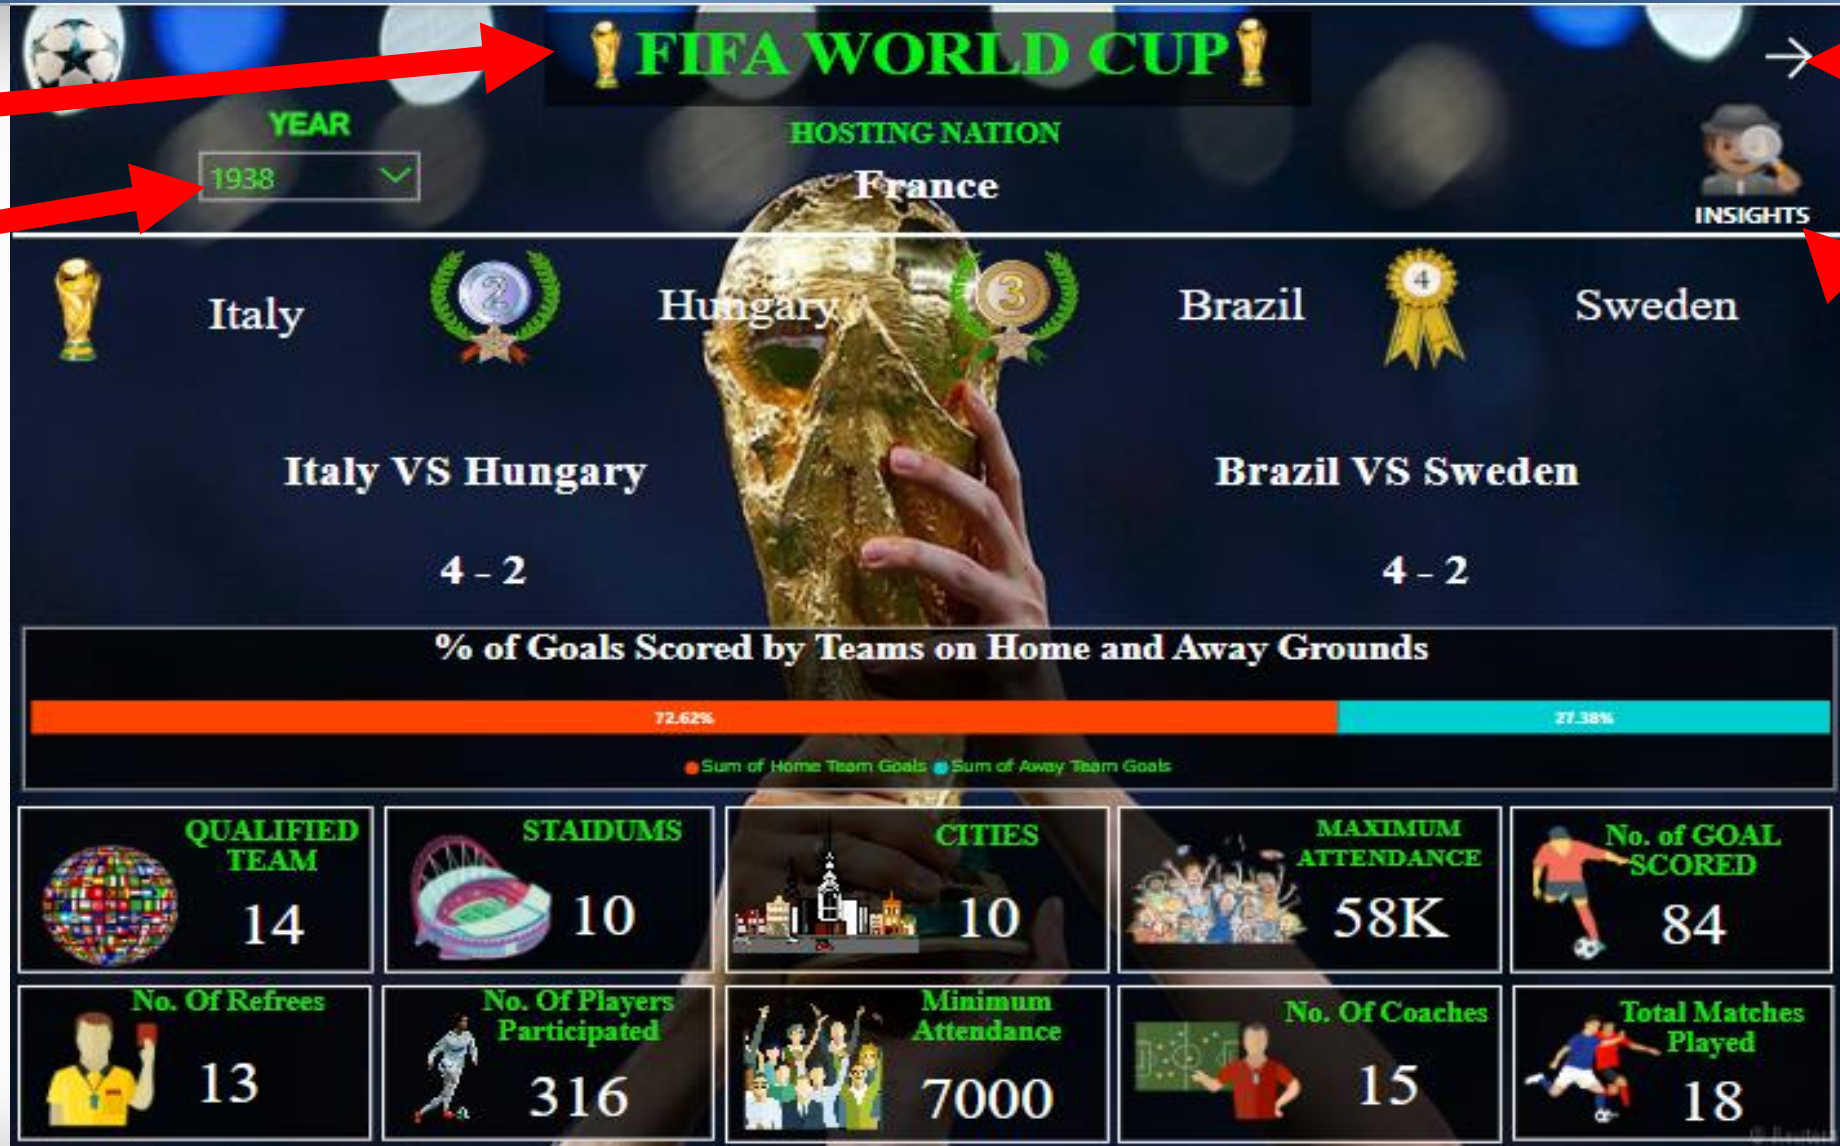 FIFA WORLD CUP
YEAR
1938
HOSTING NATION
France
INSIGHTS
Italy
2
Hungary
3
Brazil
4
Sweden
Italy VS Hungary
4 - 2
Brazil VS Sweden
4 - 2
% of Goals Scored by Teams on Home and Away Grounds
72.62%
27.38%
Sum of Home Team Goals Sum of Away Team Goals
QUALIFIED
TEAM
14
STAIDUMS
10
CITIES
10
MAXIMUM
ATTENDANCE
58K
No. of GOAL
SCORED
84
No. Of Refrees
13
No. Of Players
Participated
316
Minimum
Attendance
7000
No. Of Coaches
15
Total Matches
Played
18